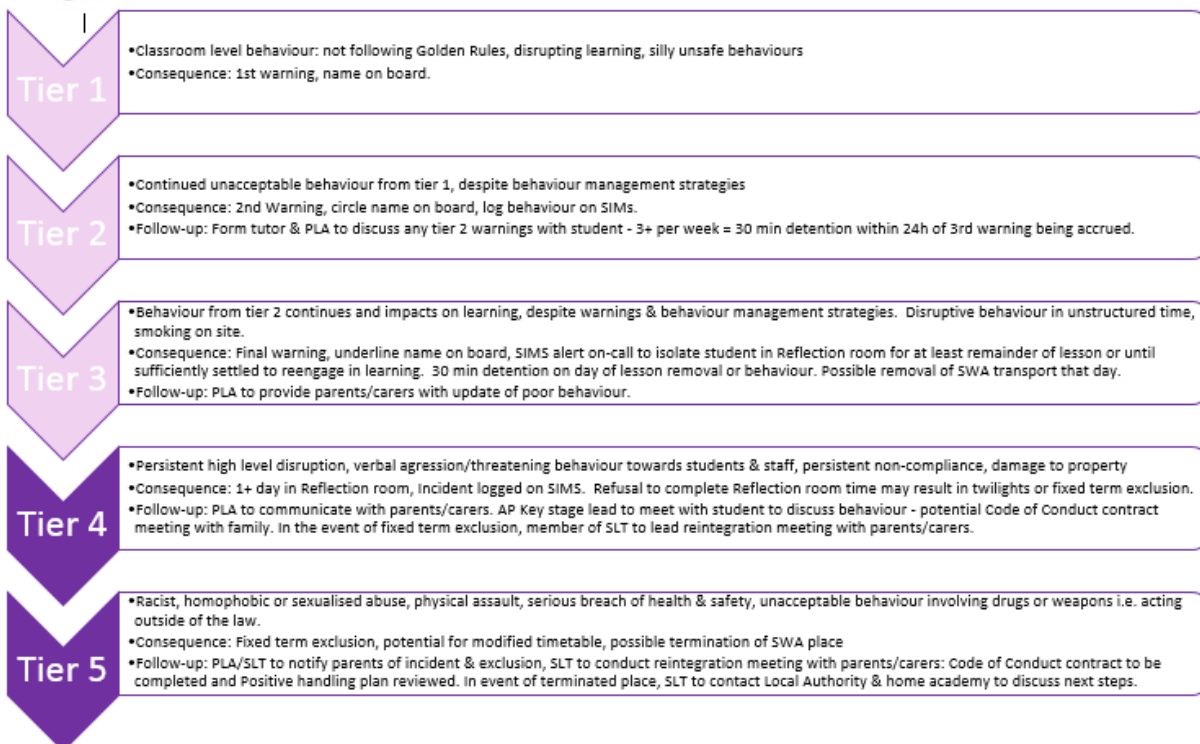 Tier 1
•Classroom level behaviour: not following Golden Rules, disrupting learning, silly unsafe behaviours
•Consequence: 1st warning, name on board.
Tier 2
•Continued unacceptable behaviour from tier 1, despite behaviour management strategies
•Consequence: 2nd Warning, circle name on board, log behaviour on SIMs.
•Follow-up: Form tutor & PLA to discuss any tier 2 warnings with student - 3+ per week = 30 min detention within 24h of 3rd warning being accrued.
Tier 3
•Behaviour from tier 2 continues and impacts on learning, despite warnings & behaviour management strategies.  Disruptive behaviour in unstructured time,
smoking on site.
•Consequence: Final warning, underline name on board, SIMS alert on-call to isolate student in Reflection room for at least remainder of lesson or until
sufficiently settled to reengage in learning.  30 min detention on day of lesson removal or behaviour. Possible removal of SWA transport that day.
•Follow-up: PLA to provide parents/carers with update of poor behaviour.
Tier 4
•Persistent high level disruption, verbal agression/threatening behaviour towards students & staff, persistent non-compliance, damage to property
•Consequence: 1+ day in Reflection room, Incident logged on SIMS.  Refusal to complete Reflection room time may result in twilights or fixed term exclusion.
•Follow-up: PLA to communicate with parents/carers. AP Key stage lead to meet with student to discuss behaviour - potential Code of Conduct contract
meeting with family. In the event of fixed term exclusion, member of SLT to lead reintegration meeting with parents/carers.
Tier 5
•Racist, homophobic or sexualised abuse, physical assault, serious breach of health & safety, unacceptable behaviour involving drugs or weapons i.e. acting
outside of the law.
•Consequence: Fixed term exclusion, potential for modified timetable, possible termination of SWA place
•Follow-up: PLA/SLT to notify parents of incident & exclusion, SLT to conduct reintegration meeting with parents/carers: Code of Conduct contract to be
completed and Positive handling plan reviewed. In event of terminated place, SLT to contact Local Authority & home academy to discuss next steps.